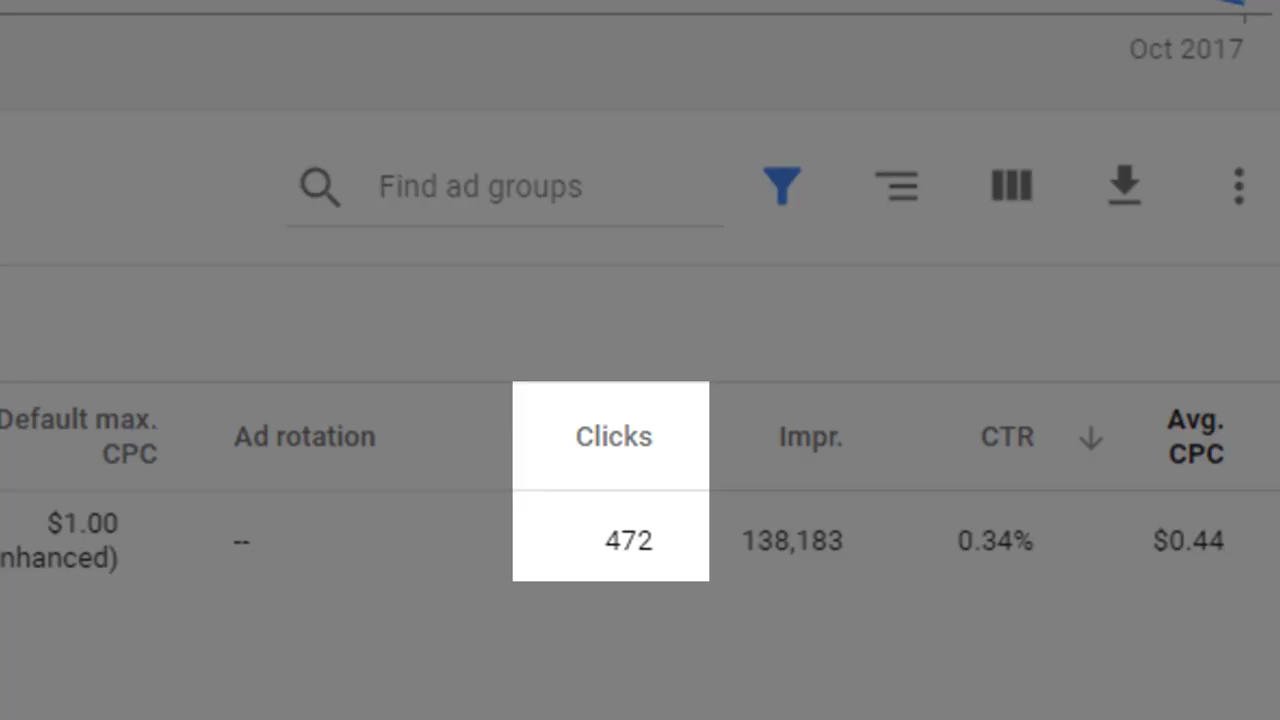 Oct 2017
Find ad groups
Default max.
CPC
Ad rotation
Clicks
Impr.
CTR
Avg.
CPC
$1.00
nhanced)
--
472
138,183
0.34%
$0.44